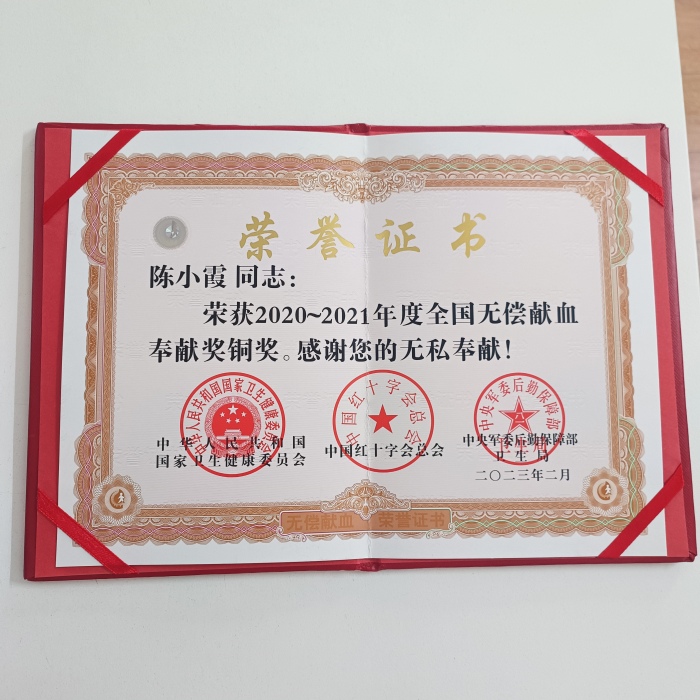 荣誉证书
陈小霞 同志：
荣获2020~2021年度全国无偿献血
奉献奖铜奖。感谢您的无私奉献！
中华人民共和国国家卫生健康委员会
中国红十字会总会
中央军委后勤保障部
卫生局
中华人民共和国
国家卫生健康委员会
中国红十字会总会
中央军委后勤保障部
卫生局
二〇二三年二月
无偿献血 荣誉证书